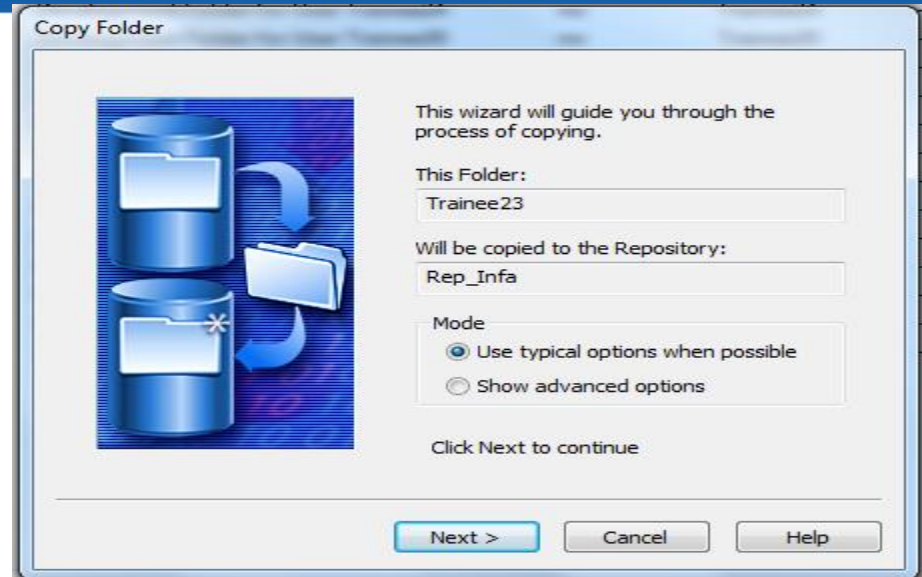 Copy Folder
This wizard will guide you through the
process of copying.
This Folder:
Trainee23
Will be copied to the Repository:
Rep_Infa
Mode
Use typical options when possible
Show advanced options
Click Next to continue
Next >
Cancel
Help